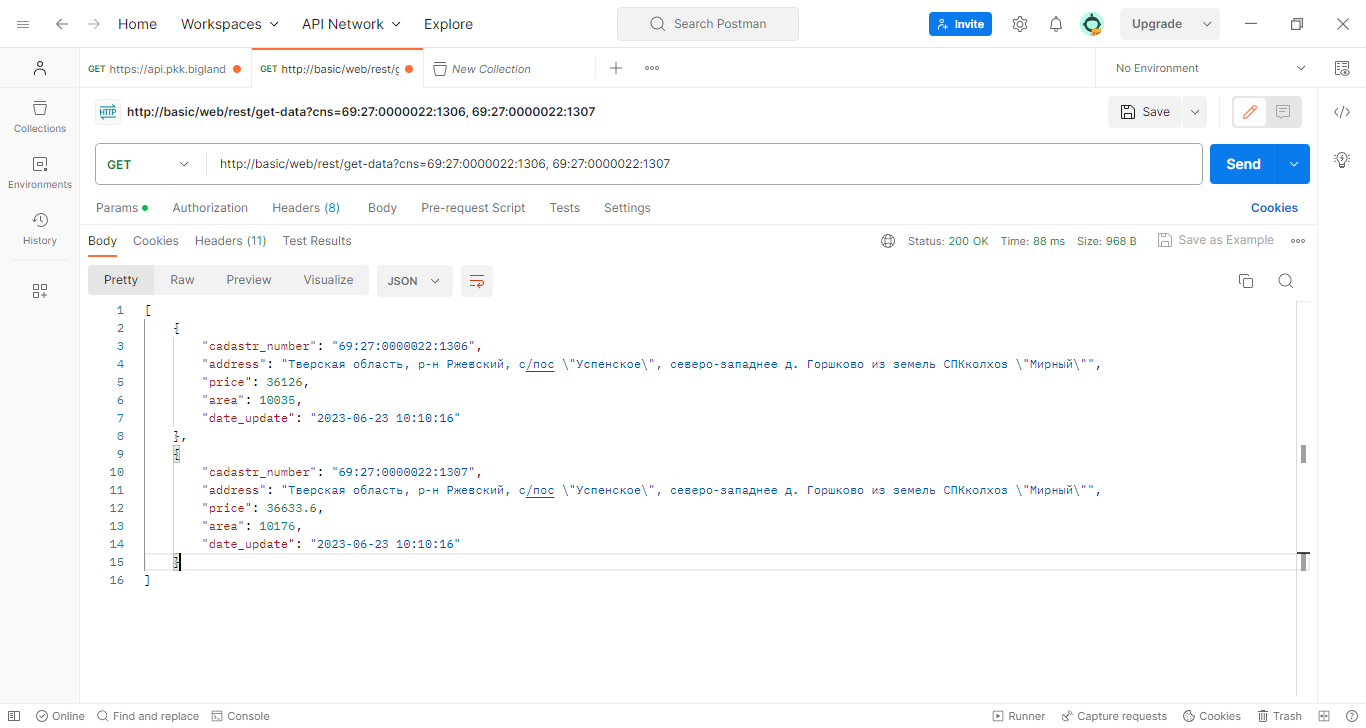 Home Workspaces API Network Explore Search Postman Invite Upgrade
GET https://api.pkk.bigland GET http://basic/web/rest/g New Collection No Environment
HTTP http://basic/web/rest/get-data?cns=69:27:0000022:1306, 69:27:0000022:1307 Save
Collections
GET http://basic/web/rest/get-data?cns=69:27:0000022:1306, 69:27:0000022:1307 Send
Environments
Params Authorization Headers (8) Body Pre-request Script Tests Settings Cookies
History
Body Cookies Headers (11) Test Results Status: 200 OK Time: 88 ms Size: 968 B Save as Example
Pretty Raw Preview Visualize JSON
1 [
2 {
3 "cadastr_number": "69:27:0000022:1306",
4 "address": "Тверская область, р-н Ржевский, с/пос \"Успенское\", северо-западнее д. Горшково из земель СПКколхоз \"Мирный\"",
5 "price": 36126,
6 "area": 10035,
7 "date_update": "2023-06-23 10:10:16"
8 },
9 {
10 "cadastr_number": "69:27:0000022:1307",
11 "address": "Тверская область, р-н Ржевский, с/пос \"Успенское\", северо-западнее д. Горшково из земель СПКколхоз \"Мирный\"",
12 "price": 36633.6,
13 "area": 10176,
14 "date_update": "2023-06-23 10:10:16"
15 }
16 ]
Online Find and replace Console Runner Capture requests Cookies Trash